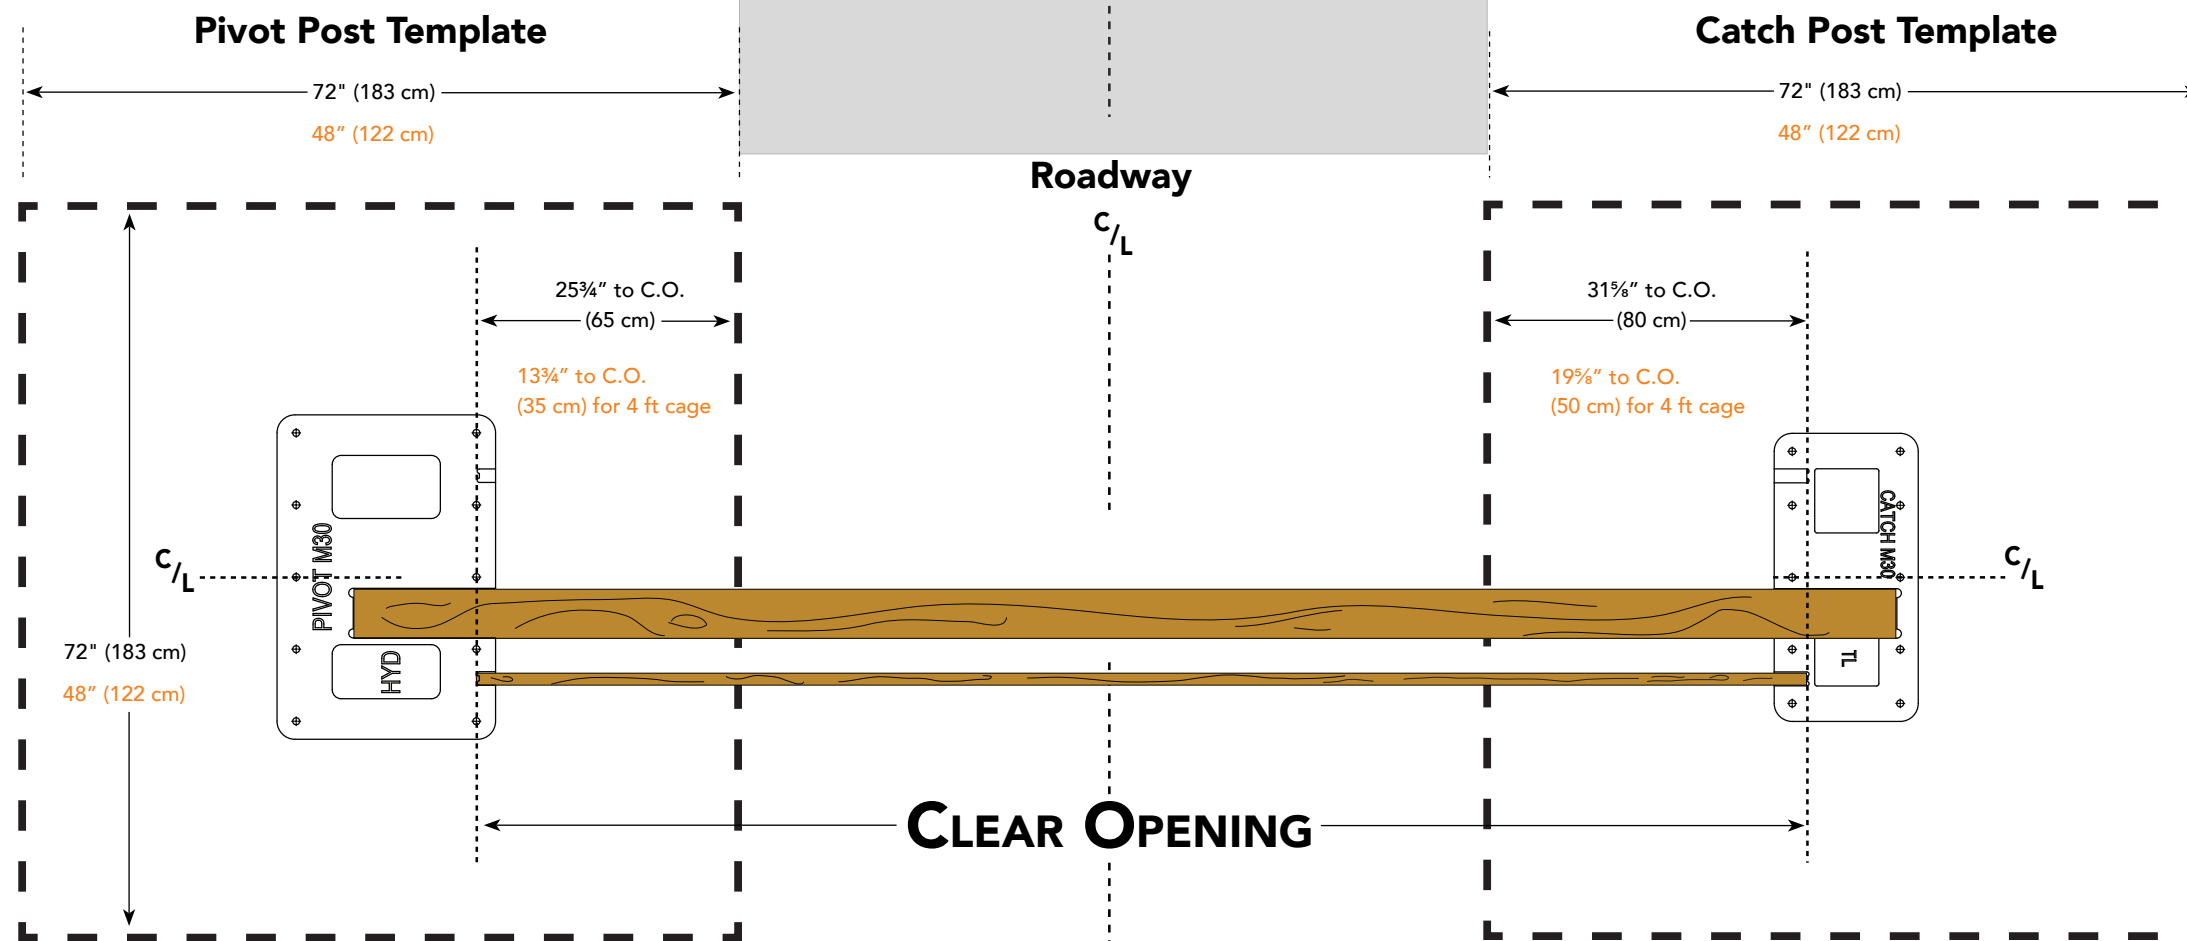 Pivot Post Template
Catch Post Template
72" (183 cm)
48” (122 cm)
72" (183 cm)
48” (122 cm)
Roadway
C/L
25¾” to C.O.
(65 cm)
13¾” to C.O.
(35 cm) for 4 ft cage
31⅝” to C.O.
(80 cm)
19⅝” to C.O.
(50 cm) for 4 ft cage
C/L
PIVOT M30
HYD
CATCH M30
TL
C/L
72" (183 cm)
48” (122 cm)
CLEAR OPENING